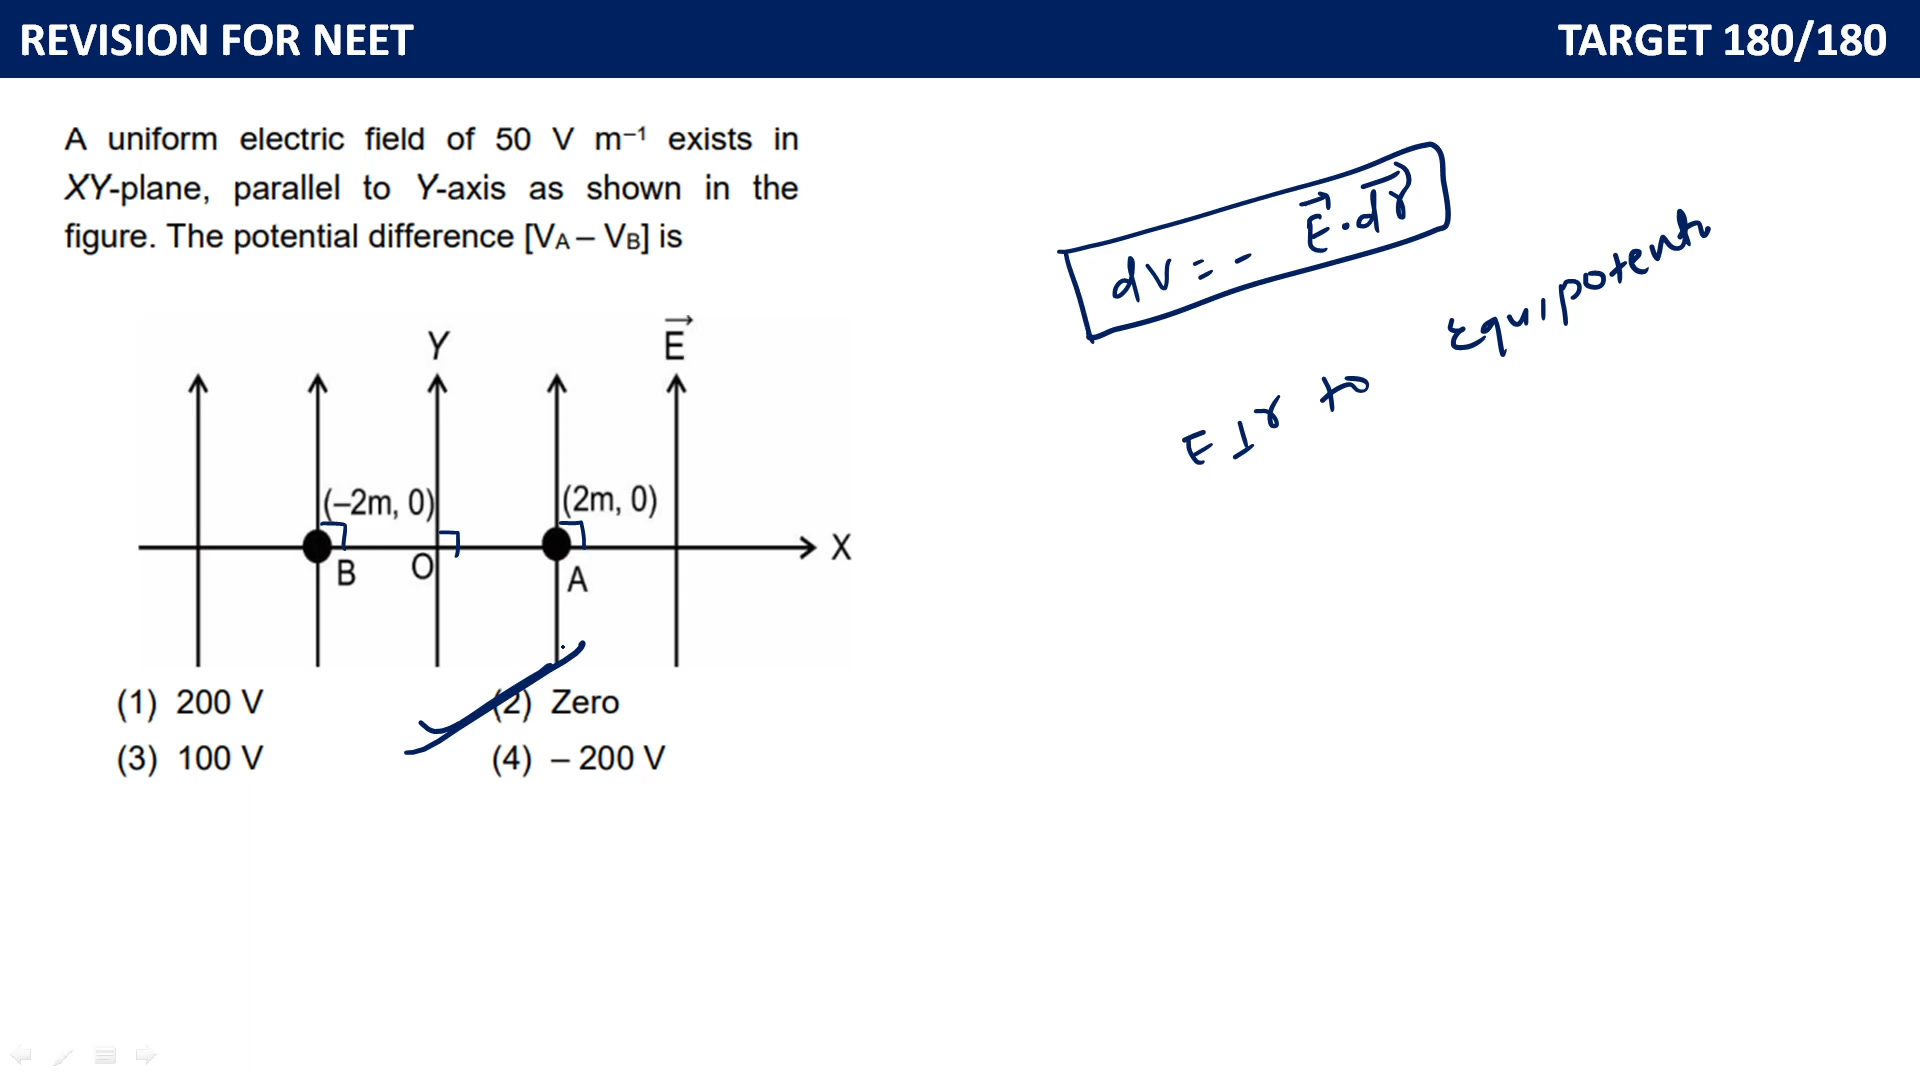 REVISION FOR NEET
TARGET 180/180
A uniform electric field of 50 V m⁻¹ exists in
XY-plane, parallel to Y-axis as shown in the
figure. The potential difference [VA – VB] is
dV = - E⃗.dr⃗
E ⊥r to Equipotent
Y
E⃗
(–2m, 0)
(2m, 0)
X
B
O
A
(1) 200 V
(2) Zero
(3) 100 V
(4) – 200 V